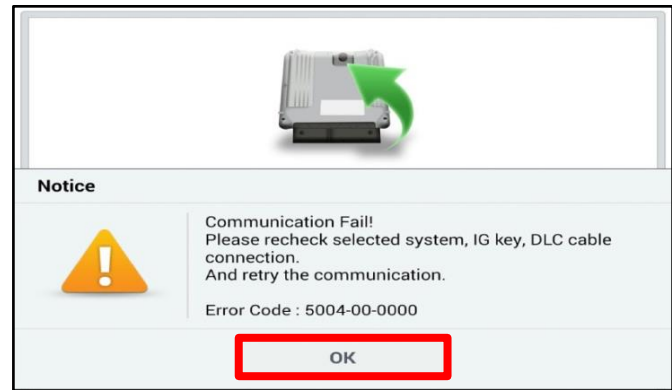 Notice
Communication Fail!
Please recheck selected system, IG key, DLC cable
connection.
And retry the communication.
Error Code : 5004-00-0000
OK